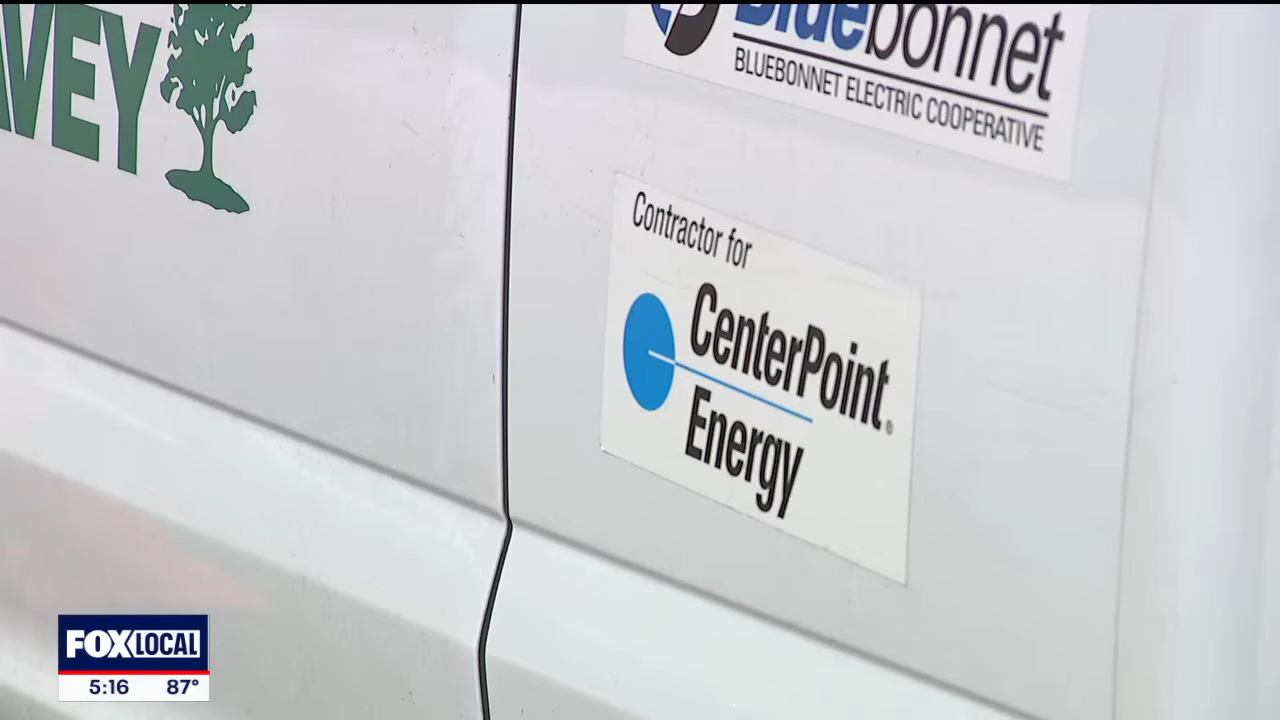 AVEY
Bluebonnet
BLUEBONNET ELECTRIC COOPERATIVE
Contractor for
CenterPoint
Energy®
FOX LOCAL
5:16 87°